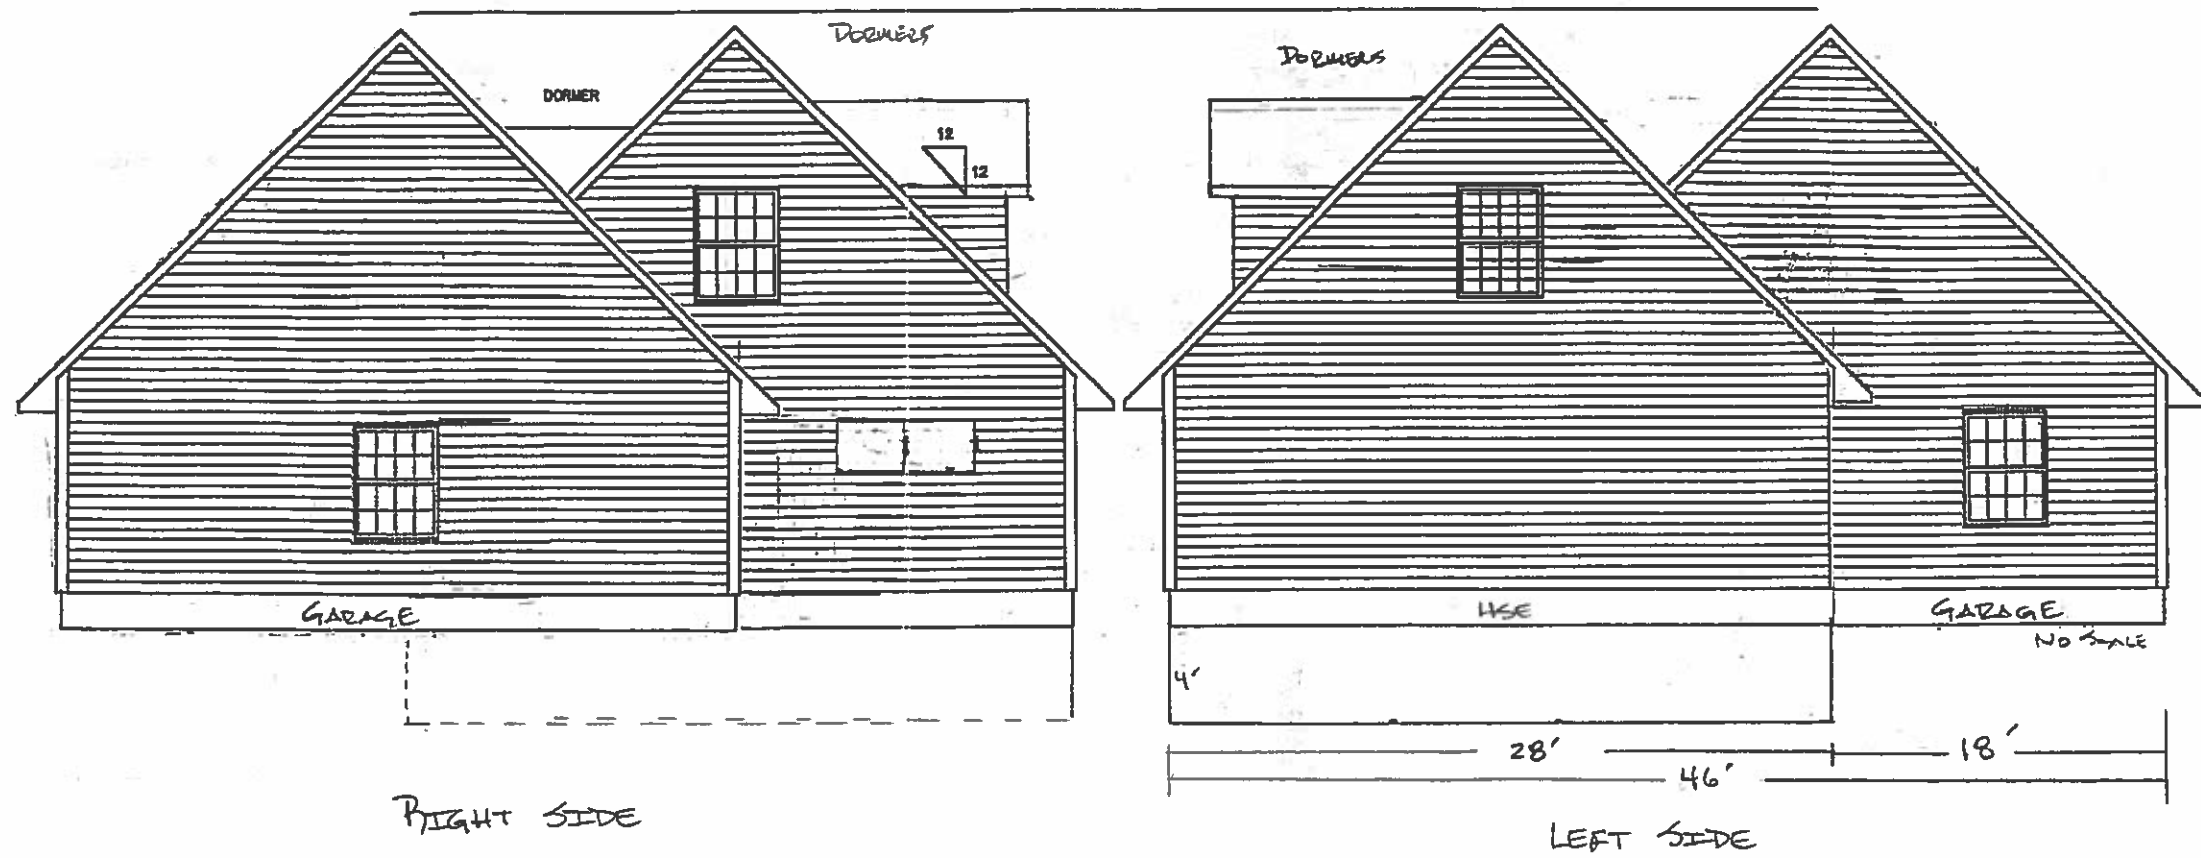 DORMERS
DORMERS
DORMER
12
12
GARAGE
HSE
GARAGE
NO SCALE
4'
28'
18'
46'
RIGHT SIDE
LEFT SIDE